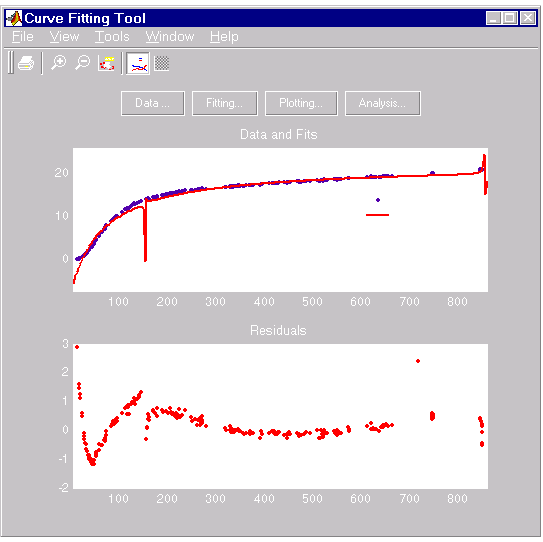 Curve Fitting Tool
File View Tools Window Help
Data ... Fitting... Plotting... Analysis...
Data and Fits
20
10
0
100 200 300 400 500 600 700 800
Residuals
3
2
1
0
-1
-2
100 200 300 400 500 600 700 800